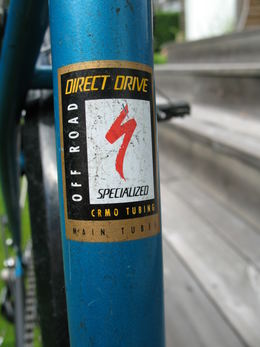 DIRECT DRIVE
OFF ROAD
SPECIALIZED
CRMO TUBING
MAIN TUBES